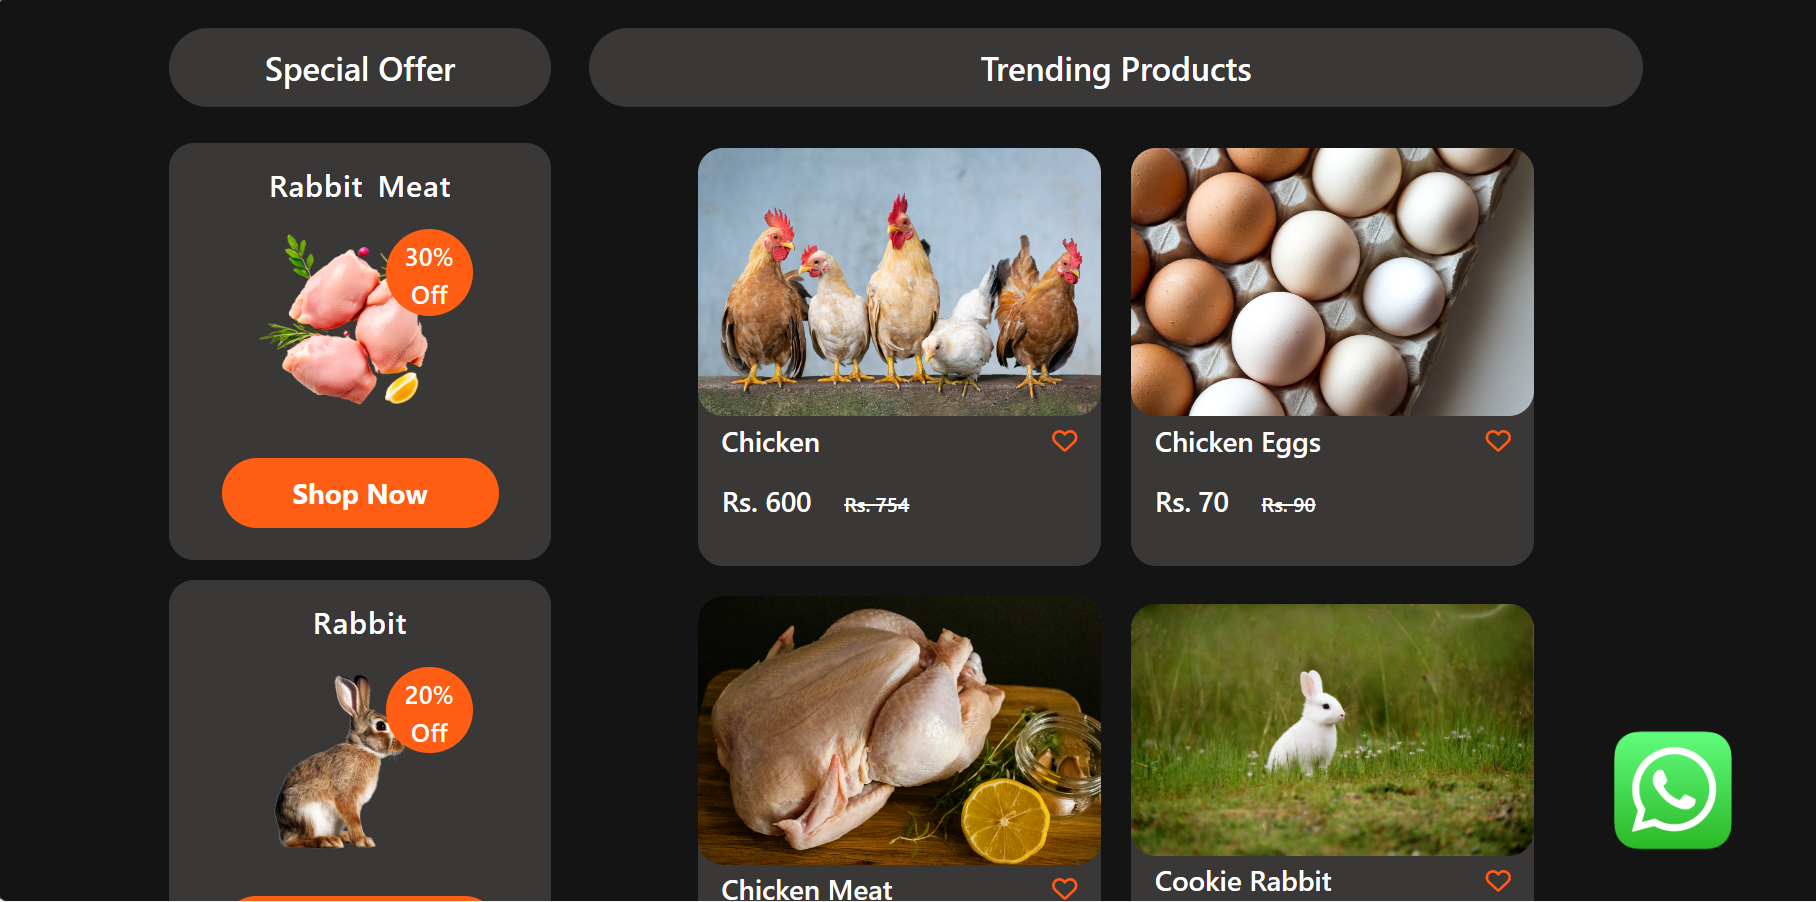 Special Offer
Trending Products
Rabbit Meat
30%
Off
Shop Now
Rabbit
20%
Off
Chicken
Rs. 600 Rs. 754
Chicken Eggs
Rs. 70 Rs. 90
Chicken Meat
Cookie Rabbit